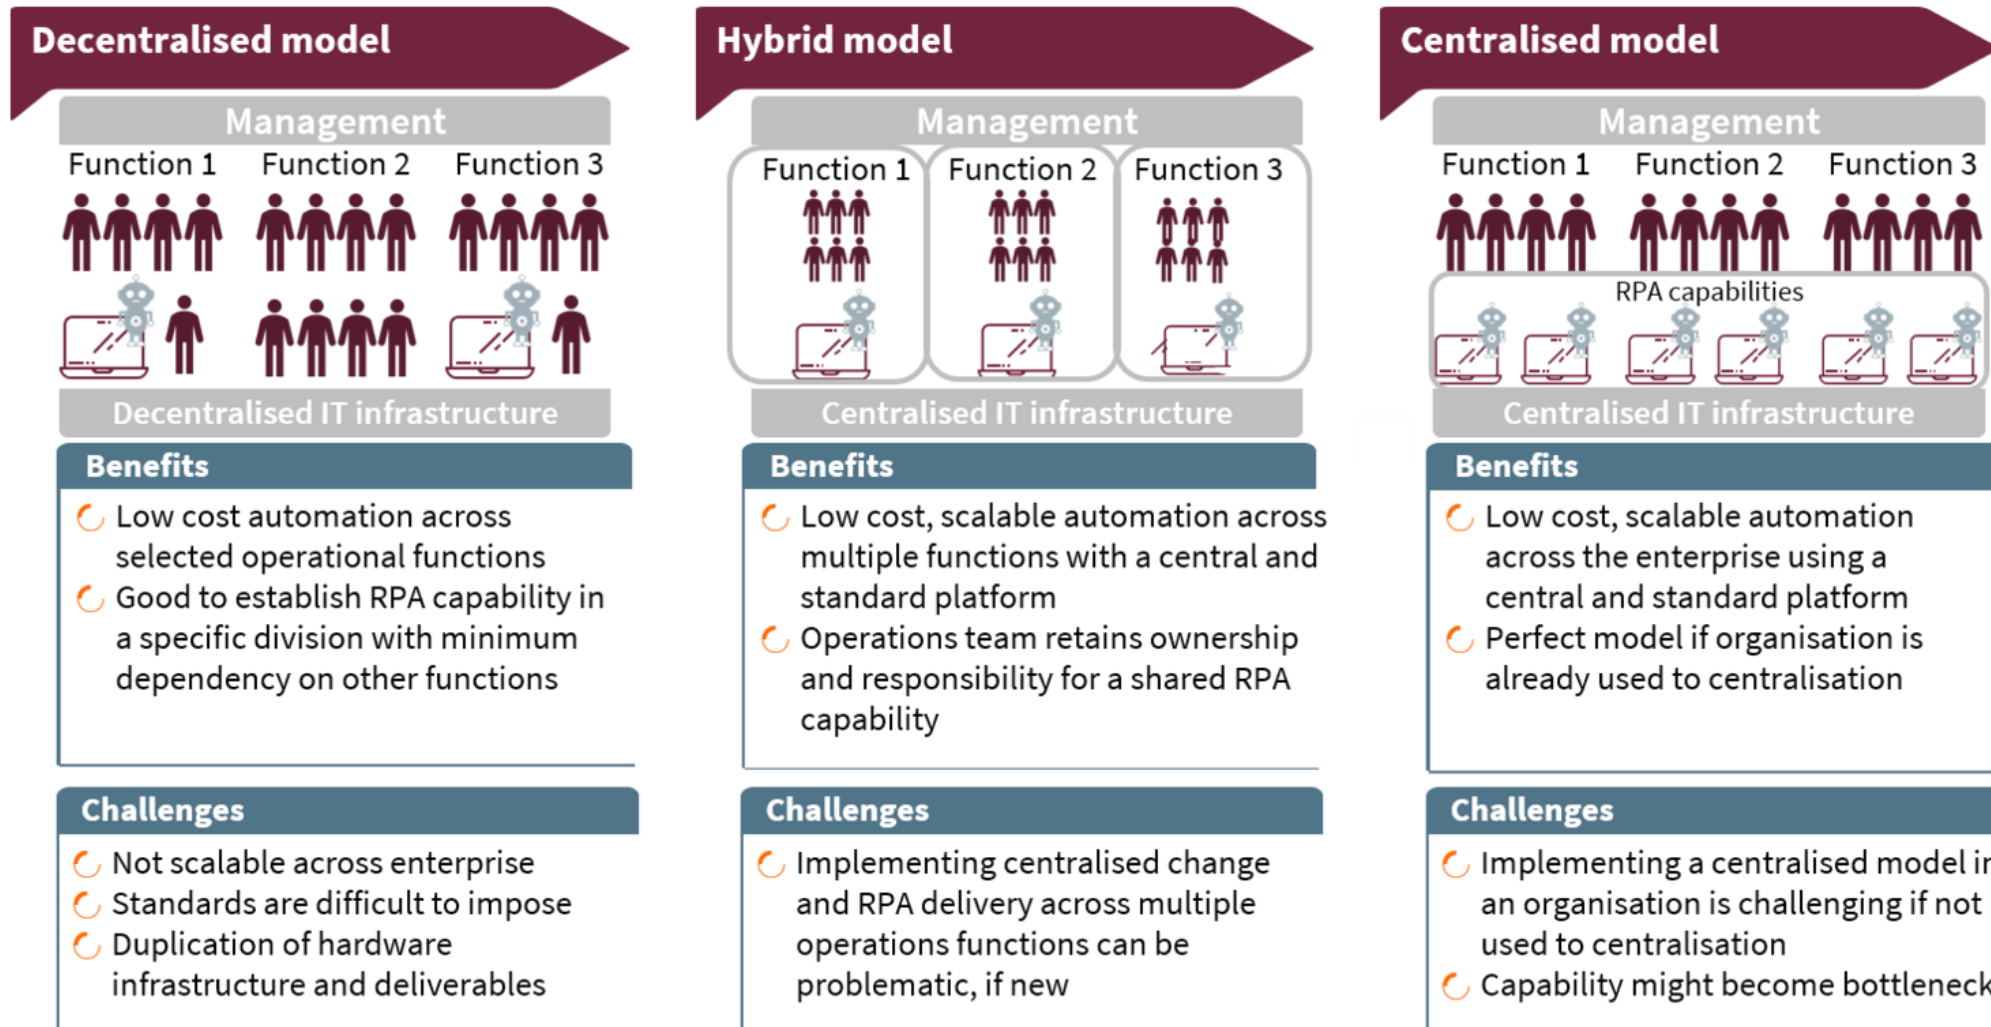 Decentralised model
Management
Function 1 Function 2 Function 3
Decentralised IT infrastructure
Benefits
Low cost automation across
selected operational functions
Good to establish RPA capability in
a specific division with minimum
dependency on other functions
Challenges
Not scalable across enterprise
Standards are difficult to impose
Duplication of hardware
infrastructure and deliverables
Hybrid model
Management
Function 1 Function 2 Function 3
Centralised IT infrastructure
Benefits
Low cost, scalable automation across
multiple functions with a central and
standard platform
Operations team retains ownership
and responsibility for a shared RPA
capability
Challenges
Implementing centralised change
and RPA delivery across multiple
operations functions can be
problematic, if new
Centralised model
Management
Function 1 Function 2 Function 3
RPA capabilities
Centralised IT infrastructure
Benefits
Low cost, scalable automation
across the enterprise using a
central and standard platform
Perfect model if organisation is
already used to centralisation
Challenges
Implementing a centralised model in
an organisation is challenging if not
used to centralisation
Capability might become bottleneck